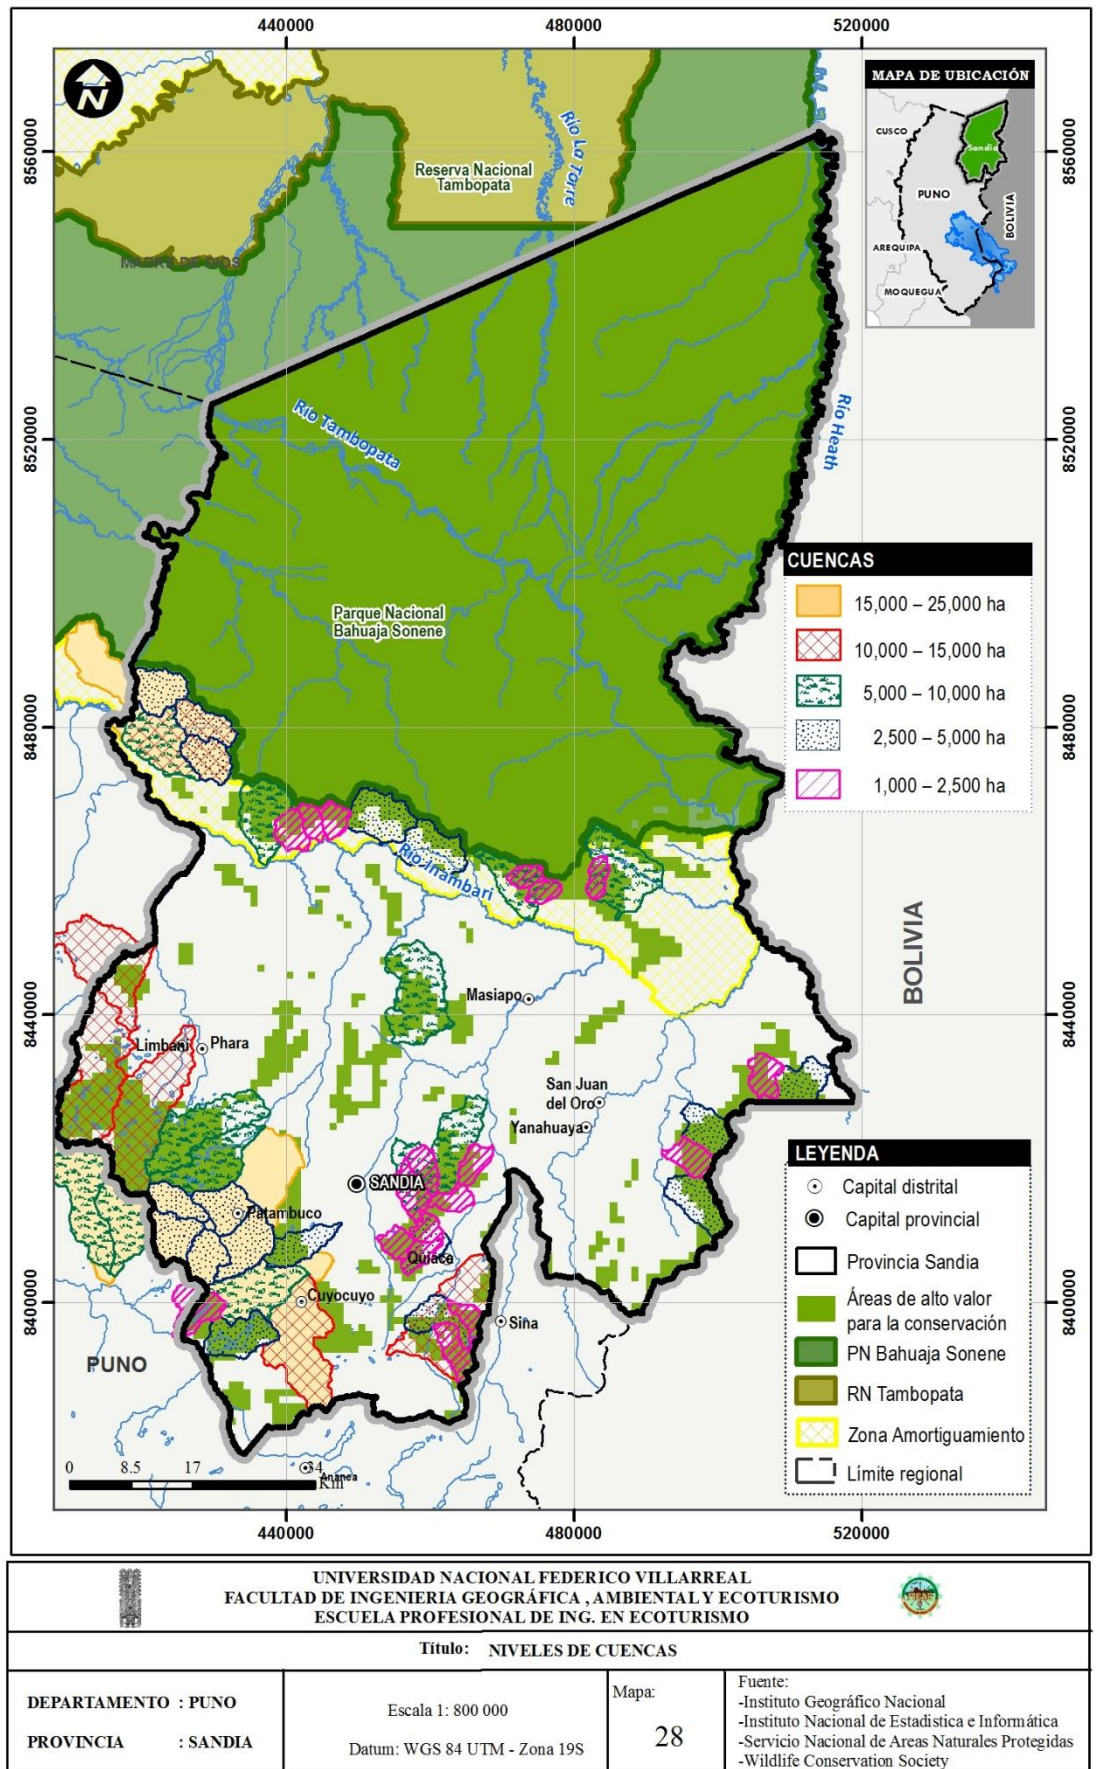 440000
480000
520000
N
MAPA DE UBICACIÓN
CUSCO
Sandia
PUNO
BOLIVIA
AREQUIPA
MOQUEGUA
8560000
8560000
Río La Torre
Reserva Nacional
Tambopata
8520000
8520000
Río Tambopata
Río Heath
CUENCAS
15,000 – 25,000 ha
10,000 – 15,000 ha
5,000 – 10,000 ha
2,500 – 5,000 ha
1,000 – 2,500 ha
Parque Nacional
Bahuaja Sonene
8480000
8480000
Río Inambari
BOLIVIA
Masiapo
8440000
8440000
Limbani
Phara
San Juan
del Oro
Yanahuaya
SANDIA
Patambuco
Quiaca
Cuyocuyo
Sina
8400000
8400000
PUNO
LEYENDA
Capital distrital
Capital provincial
Provincia Sandia
Áreas de alto valor
para la conservación
PN Bahuaja Sonene
RN Tambopata
Zona Amortiguamiento
Límite regional
0 8.5 17 34
Km
Ananea
440000
480000
520000
UNIVERSIDAD NACIONAL FEDERICO VILLARREAL
FACULTAD DE INGENIERIA GEOGRÁFICA , AMBIENTAL Y ECOTURISMO
ESCUELA PROFESIONAL DE ING. EN ECOTURISMO
Título: NIVELES DE CUENCAS
DEPARTAMENTO : PUNO
PROVINCIA : SANDIA
Escala 1: 800 000
Datum: WGS 84 UTM - Zona 19S
Mapa:
28
Fuente:
-Instituto Geográfico Nacional
-Instituto Nacional de Estadistica e Informática
-Servicio Nacional de Areas Naturales Protegidas
-Wildlife Conservation Society